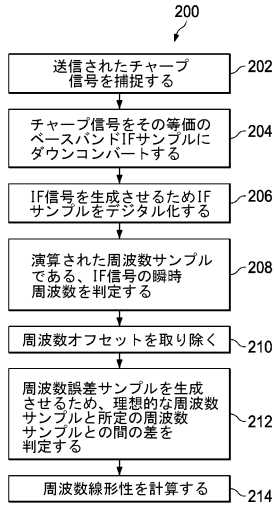 200
送信されたチャープ
信号を捕捉する
202
チャープ信号をその等価の
ベースバンドIFサンプルに
ダウンコンバートする
204
IF信号を生成させるためIF
サンプルをデジタル化する
206
演算された周波数サンプル
である、IF信号の瞬時
周波数を判定する
208
周波数オフセットを取り除く
210
周波数誤差サンプルを生成
させるため、理想的な周波数
サンプルと所定の周波数
サンプルとの間の差を
判定する
212
周波数線形性を計算する
214